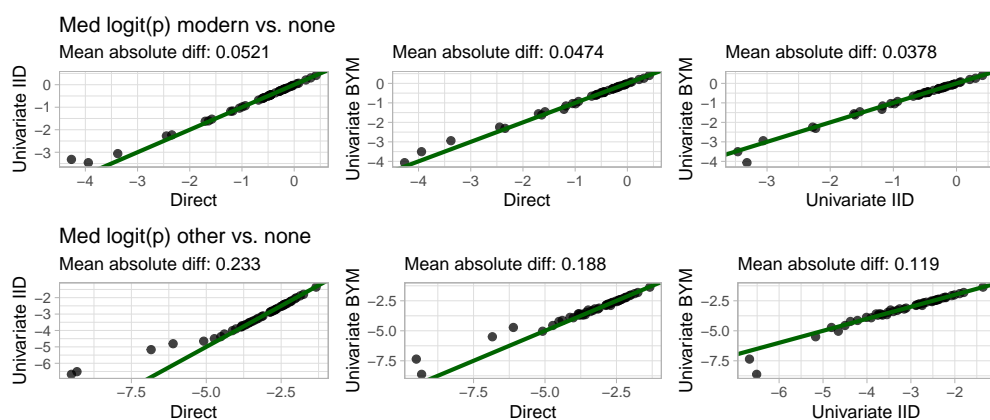 Med logit(p) modern vs. none
Mean absolute diff: 0.0521
Mean absolute diff: 0.0474
Mean absolute diff: 0.0378
Univariate IID
0
−1
−2
−3
−4
−3
−2
−1
0
Direct
Univariate BYM
0
−1
−2
−3
−4
−4
−3
−2
−1
0
Direct
Univariate BYM
0
−1
−2
−3
−4
−3
−2
−1
0
Univariate IID
Med logit(p) other vs. none
Mean absolute diff: 0.233
Mean absolute diff: 0.188
Mean absolute diff: 0.119
Univariate IID
−2
−3
−4
−5
−6
−7.5
−5.0
−2.5
Direct
Univariate BYM
−2.5
−5.0
−7.5
−7.5
−5.0
−2.5
Direct
Univariate BYM
−2.5
−5.0
−7.5
−6
−5
−4
−3
−2
Univariate IID